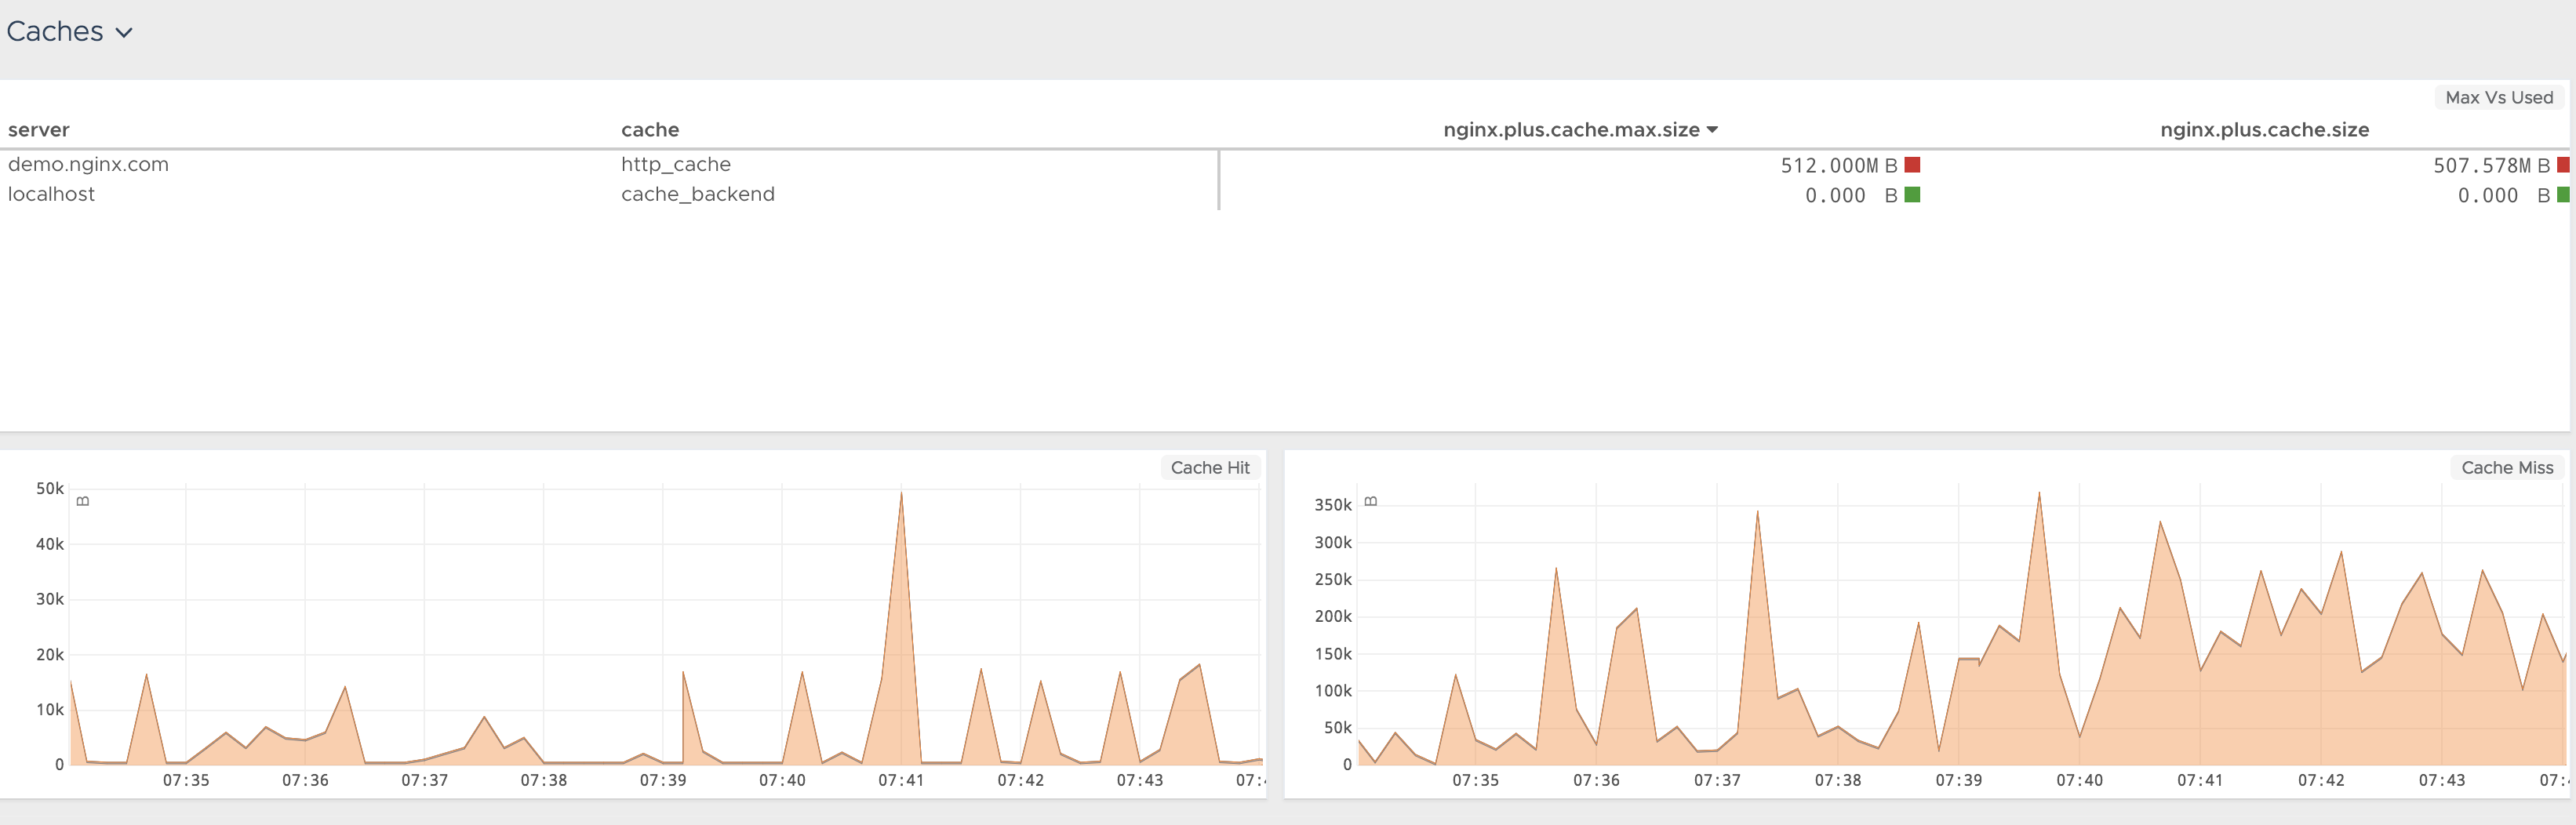 Caches
Max Vs Used
server cache nginx.plus.cache.max.size nginx.plus.cache.size
demo.nginx.com http_cache 512.000M B 507.578M B
localhost cache_backend 0.000 B 0.000 B
Cache Hit
B
50k
40k
30k
20k
10k
0
07:35 07:36 07:37 07:38 07:39 07:40 07:41 07:42 07:43
Cache Miss
B
350k
300k
250k
200k
150k
100k
50k
0
07:35 07:36 07:37 07:38 07:39 07:40 07:41 07:42 07:43